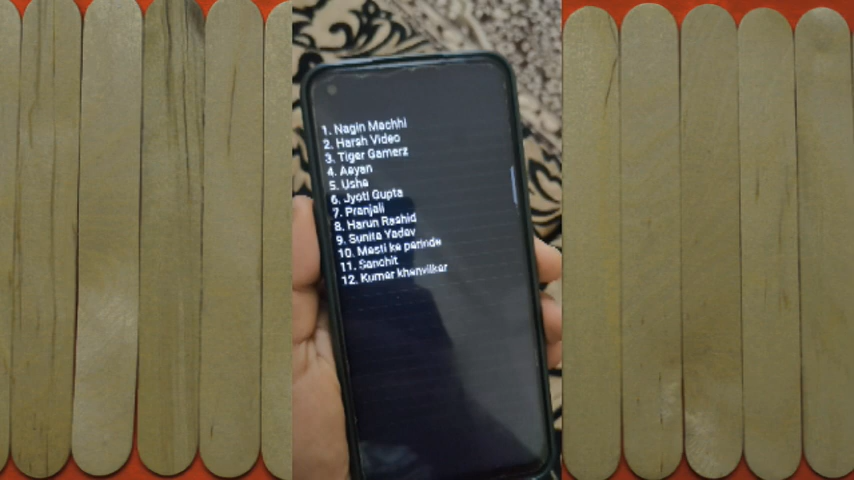 1. Nagin Machhi
2. Harsh Video
3. Tiger Gamerz
4. Aayan
5. Usha
6. Jyoti Gupta
7. Pranjali
8. Harun Rashid
9. Sunita Yadav
10. Masti ke parinde
11. Sanchit
12. Kumar khanvilkar